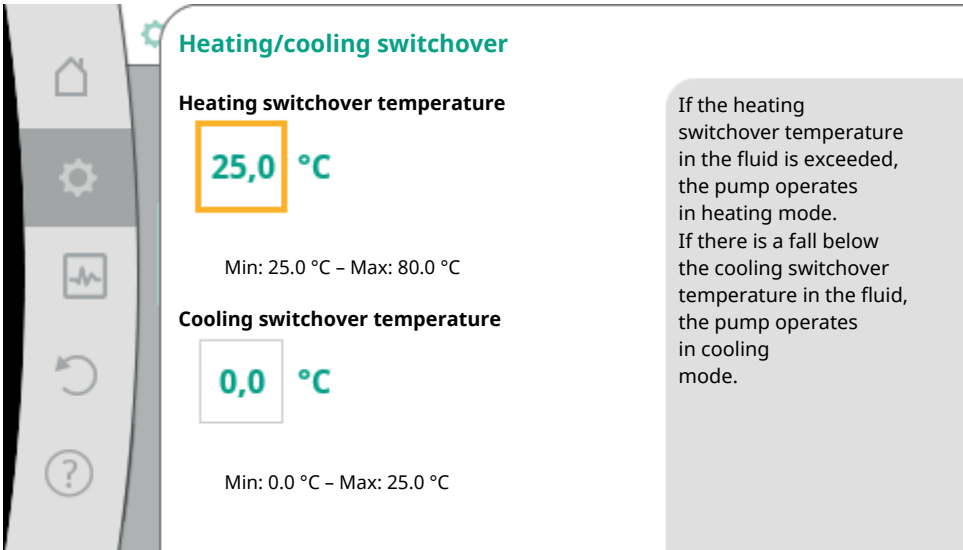 Heating/cooling switchover
Heating switchover temperature
25,0 °C
Min: 25.0 °C – Max: 80.0 °C
Cooling switchover temperature
0,0 °C
Min: 0.0 °C – Max: 25.0 °C
If the heating
switchover temperature
in the fluid is exceeded,
the pump operates
in heating mode.
If there is a fall below
the cooling switchover
temperature in the fluid,
the pump operates
in cooling
mode.
?